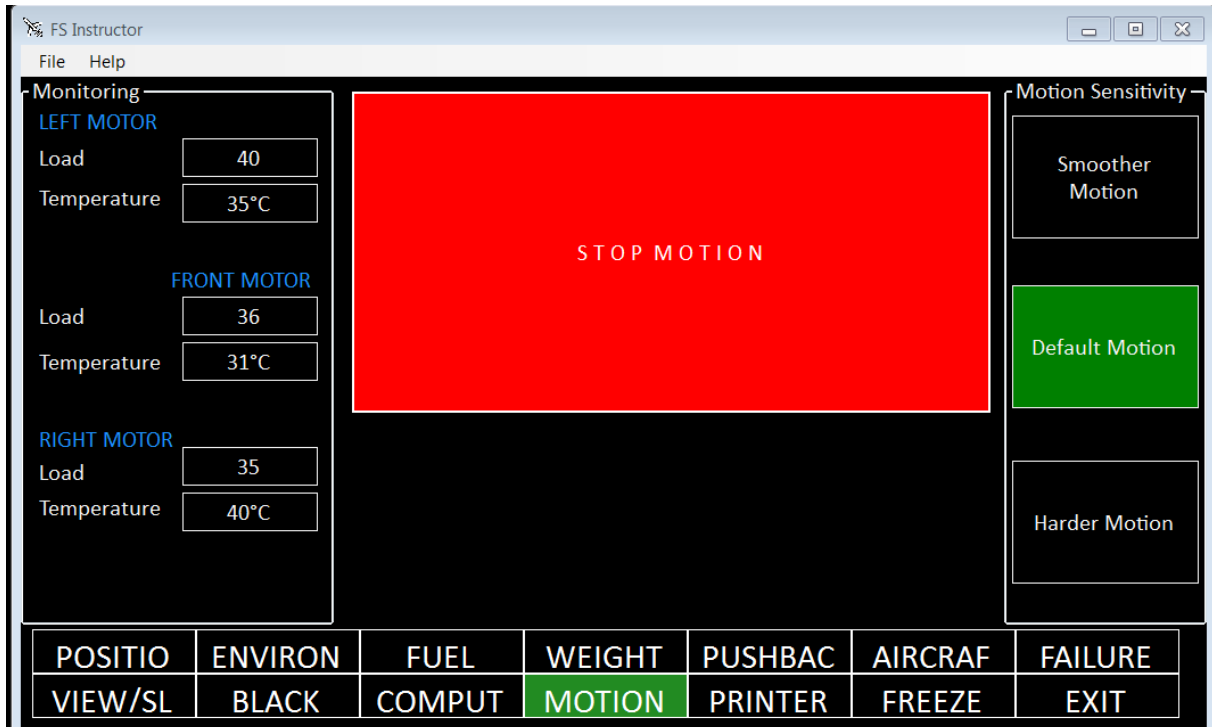 FS Instructor
File Help
Monitoring
LEFT MOTOR
Load 40
Temperature 35°C
FRONT MOTOR
Load 36
Temperature 31°C
RIGHT MOTOR
Load 35
Temperature 40°C
STOP MOTION
Motion Sensitivity
Smoother
Motion
Default Motion
Harder Motion
POSITIO ENVIRON FUEL WEIGHT PUSHBAC AIRCRAF FAILURE
VIEW/SL BLACK COMPUT MOTION PRINTER FREEZE EXIT